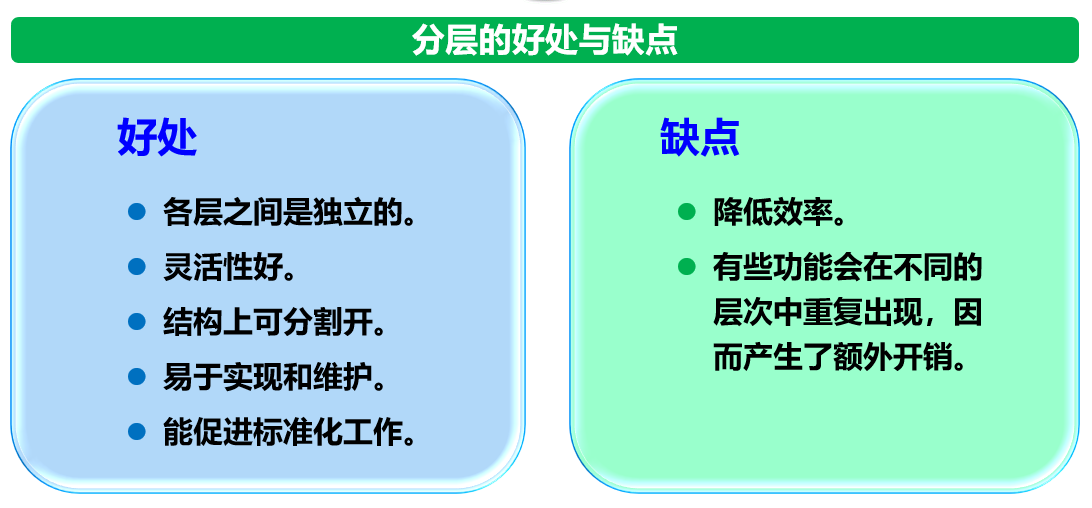 分层的好处与缺点
好处
各层之间是独立的。
灵活性好。
结构上可分割开。
易于实现和维护。
能促进标准化工作。
缺点
降低效率。
有些功能会在不同的
层次中重复出现，因
而产生了额外开销。